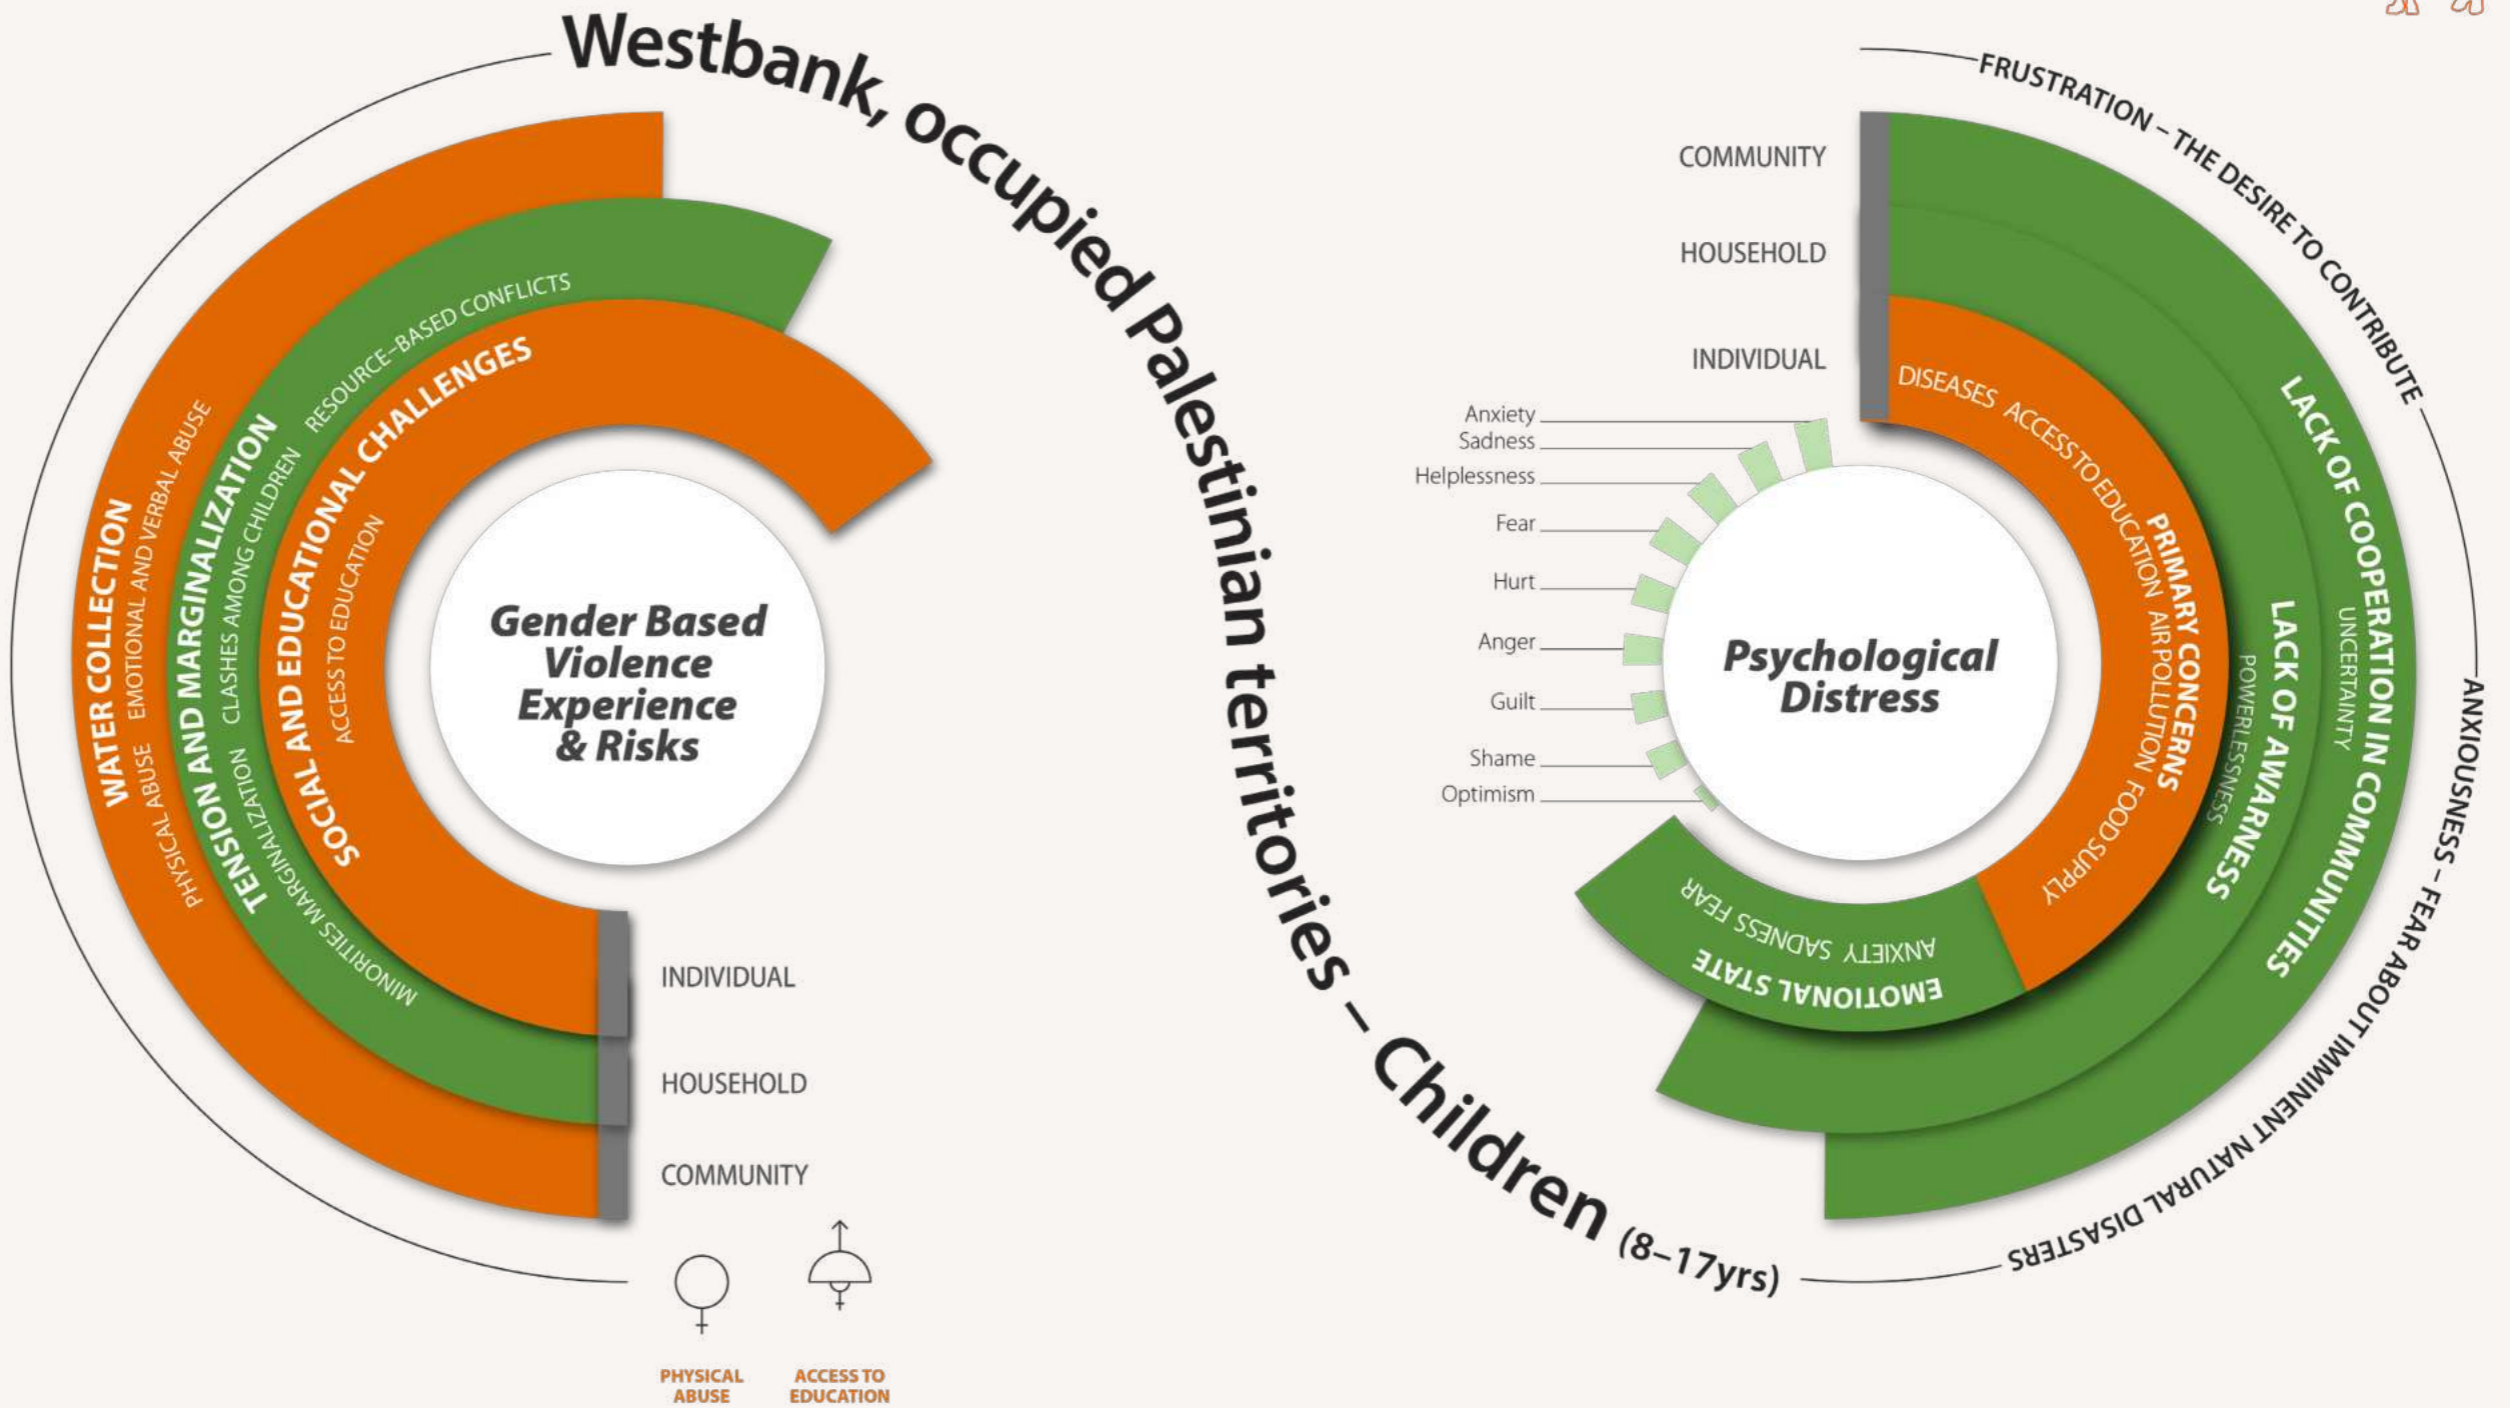 Westbank, occupied Palestinian territories – Children (8–17yrs)
WATER COLLECTION
PHYSICAL ABUSE EMOTIONAL AND VERBAL ABUSE
TENSION AND MARGINALIZATION
MINORITIES MARGINALIZATION CLASHES AMONG CHILDREN RESOURCE–BASED CONFLICTS
SOCIAL AND EDUCATIONAL CHALLENGES
ACCESS TO EDUCATION
Gender Based
Violence
Experience
& Risks
INDIVIDUAL
HOUSEHOLD
COMMUNITY
PHYSICAL
ABUSE
ACCESS TO
EDUCATION
FRUSTRATION – THE DESIRE TO CONTRIBUTE
ANXIOUSNESS – FEAR ABOUT IMMINENT NATURAL DISASTERS
COMMUNITY
HOUSEHOLD
INDIVIDUAL
LACK OF COOPERATION IN COMMUNITIES
UNCERTAINTY
LACK OF AWARNESS
POWERLESSNESS
PRIMARY CONCERNS
DISEASES ACCESS TO EDUCATION AIR POLLUTION FOOD SUPPLY
EMOTIONAL STATE
ANXIETY SADNESS FEAR
Anxiety
Sadness
Helplessness
Fear
Hurt
Anger
Guilt
Shame
Optimism
Psychological
Distress